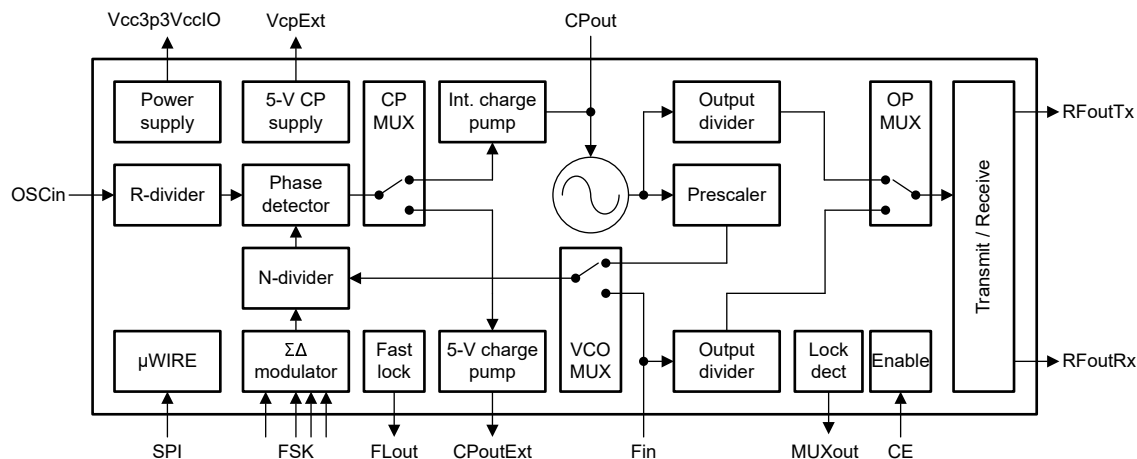 Vcc3p3VccIO VcpExt CPout
Power supply
5-V CP supply
CP MUX
Int. charge pump
Output divider
OP MUX
RFoutTx
OSCin
R-divider
Phase detector
Prescaler
Transmit / Receive
N-divider
µWIRE
ΣΔ modulator
Fast lock
5-V charge pump
VCO MUX
Output divider
Lock dect
Enable
RFoutRx
SPI FSK FLout CPoutExt Fin MUXout CE